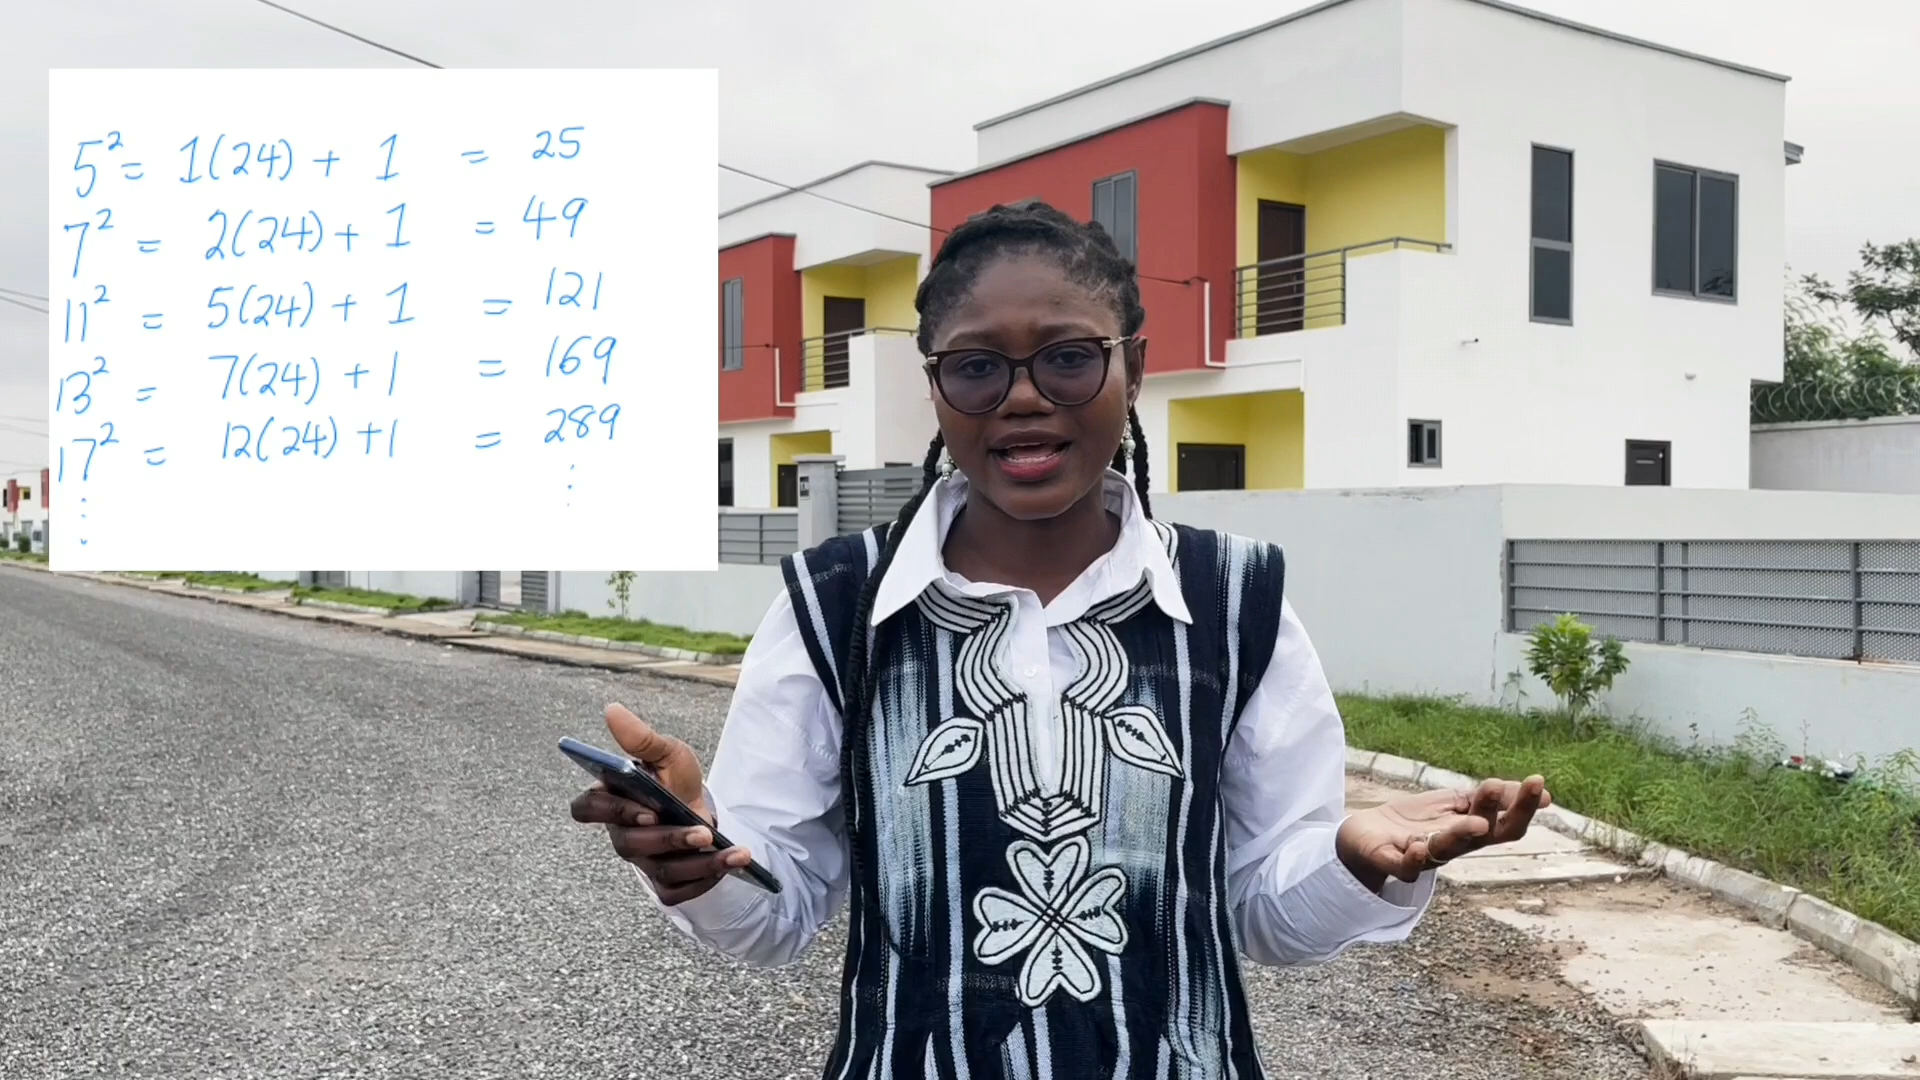 5² = 1(24) + 1 = 25
7² = 2(24) + 1 = 49
11² = 5(24) + 1 = 121
13² = 7(24) + 1 = 169
17² = 12(24) + 1 = 289
⋮ ⋮